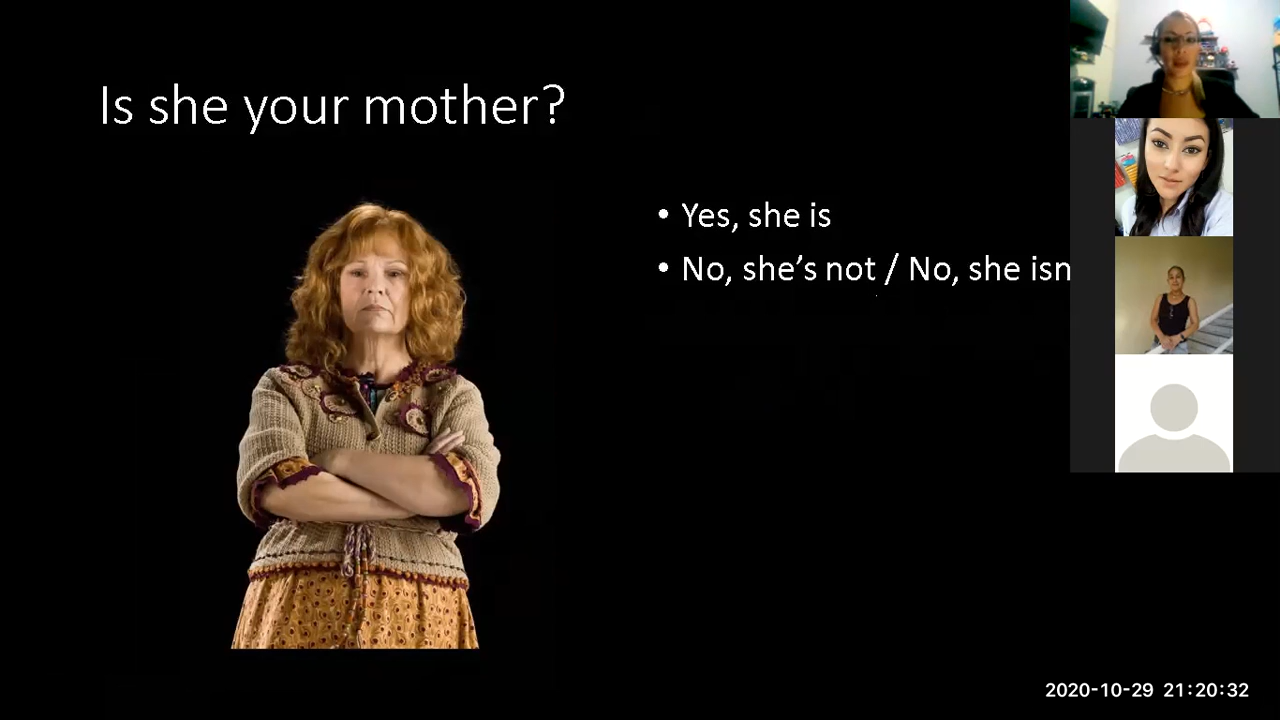 Is she your mother?
• Yes, she is
• No, she's not / No, she isn
2020-10-29 21:20:32